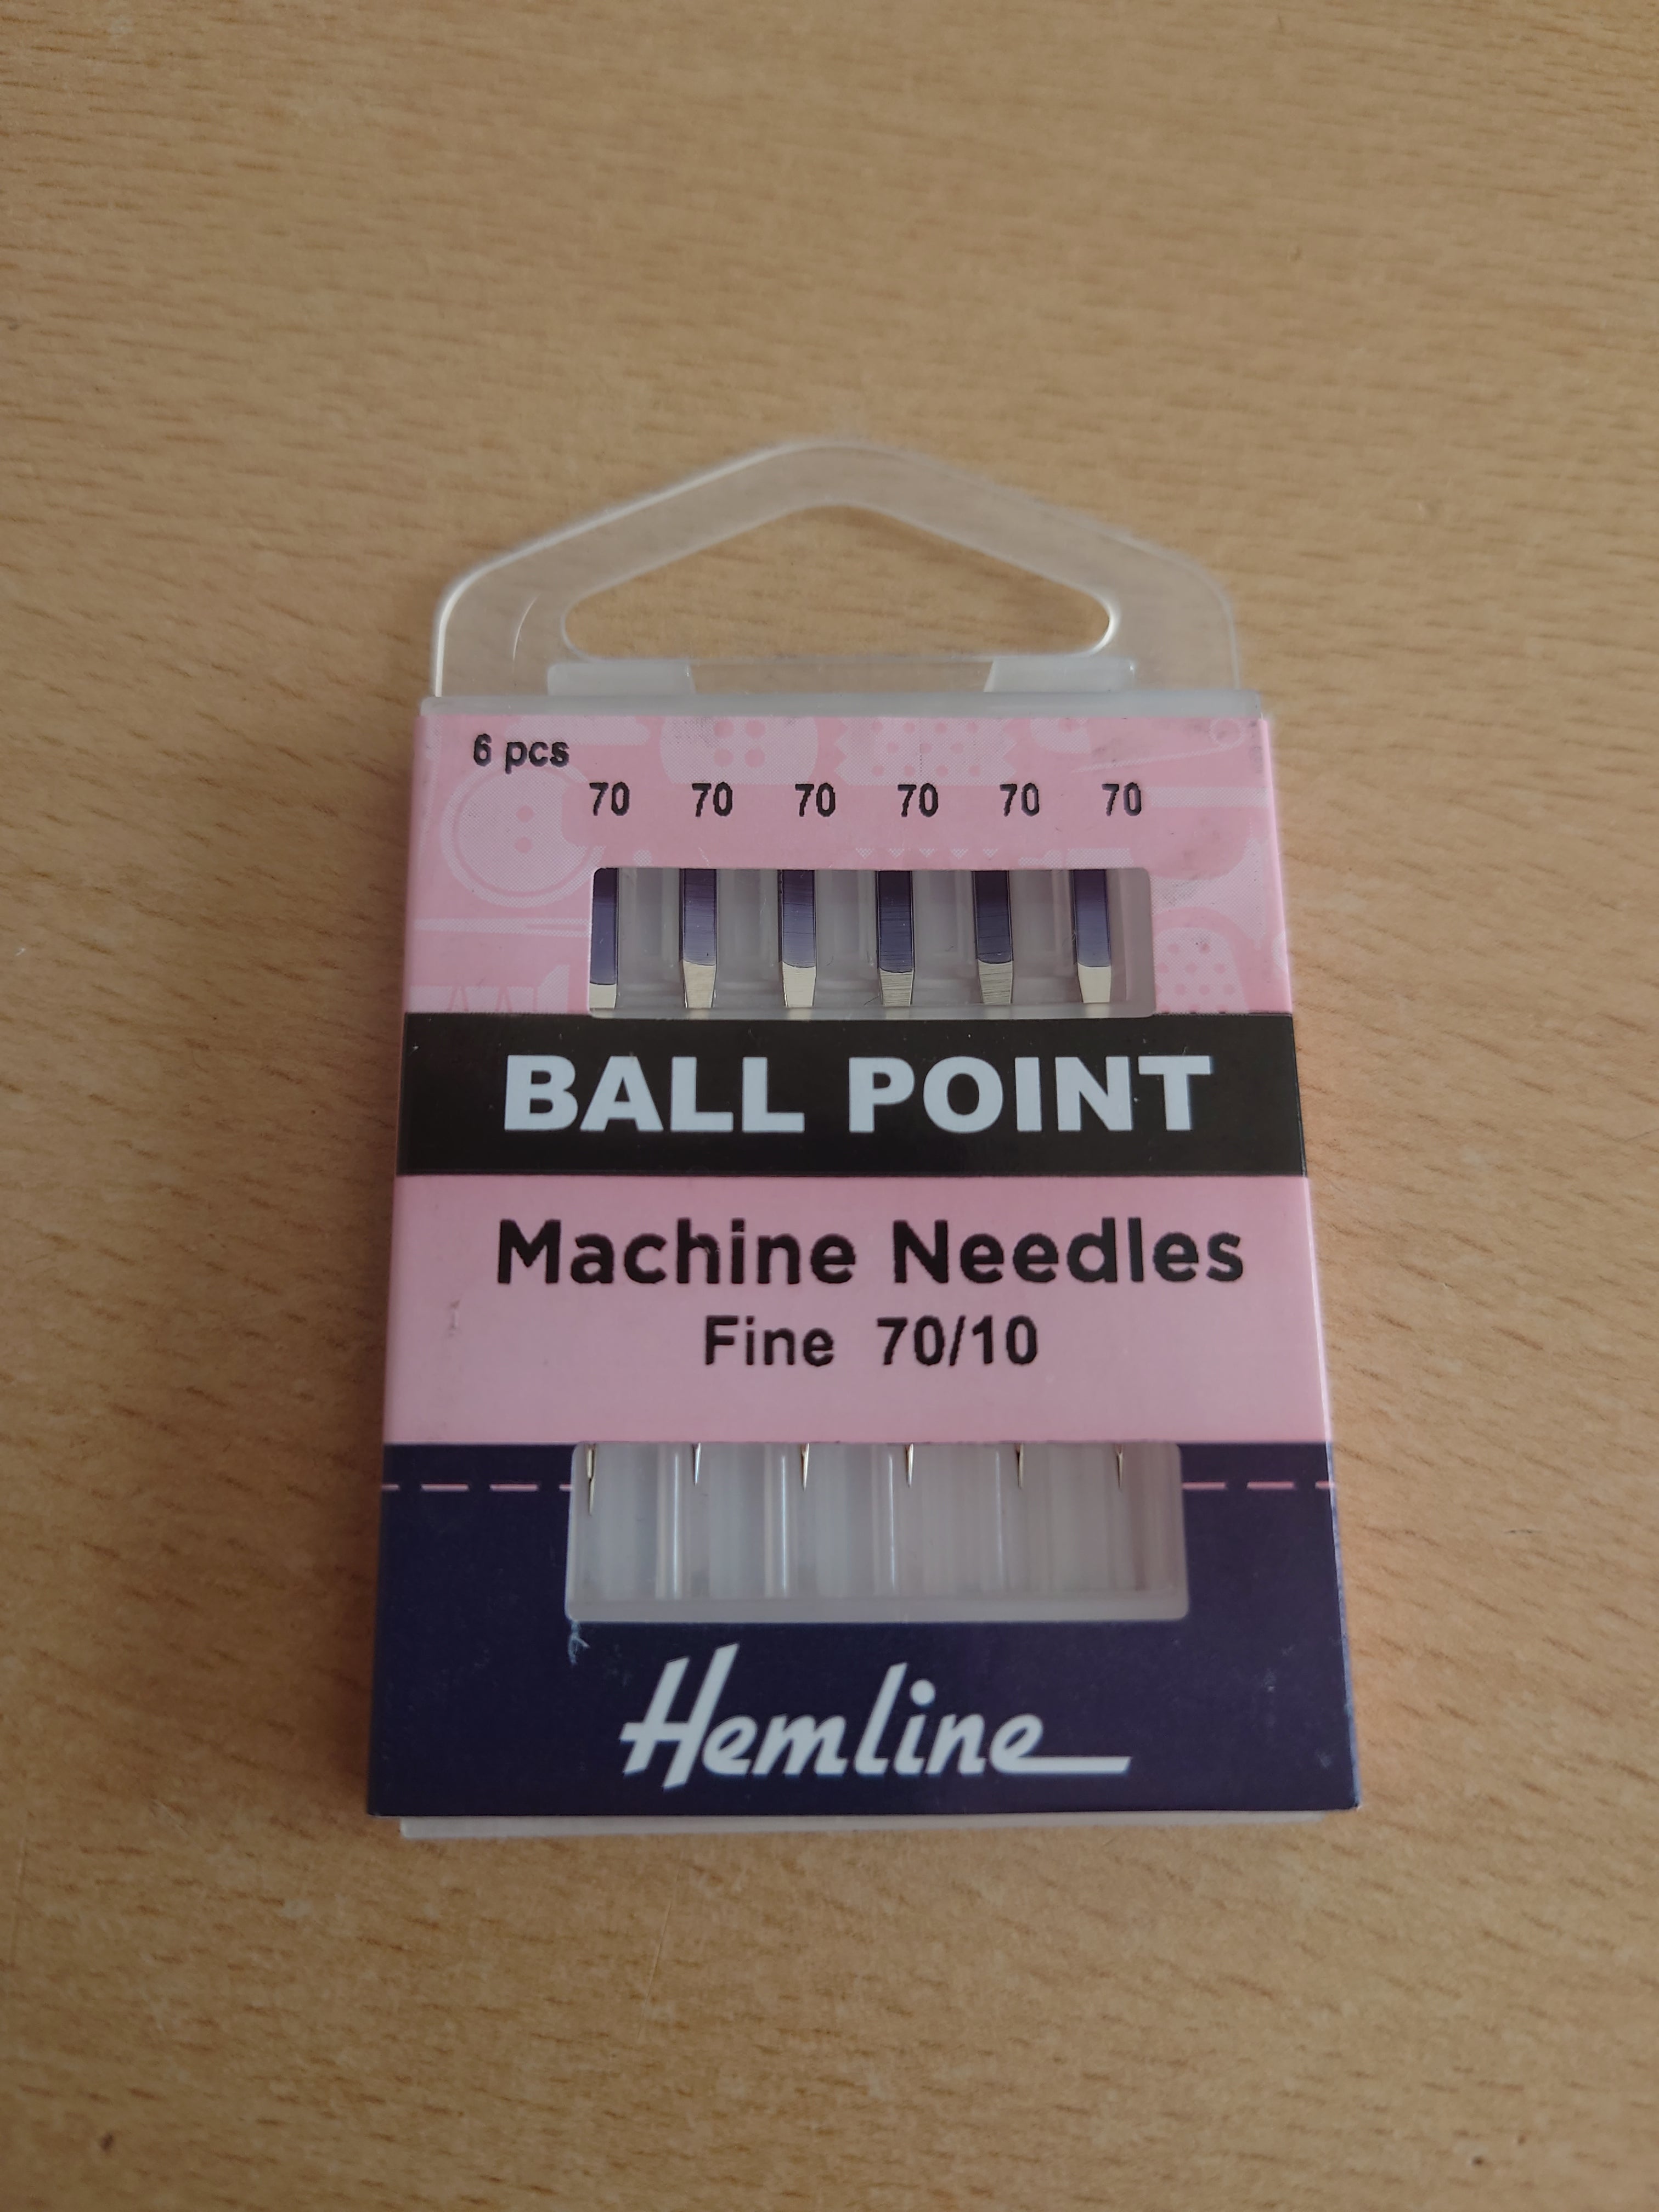 6 pcs
70 70 70 70 70 70
BALL POINT
Machine Needles
Fine 70/10
Hemline